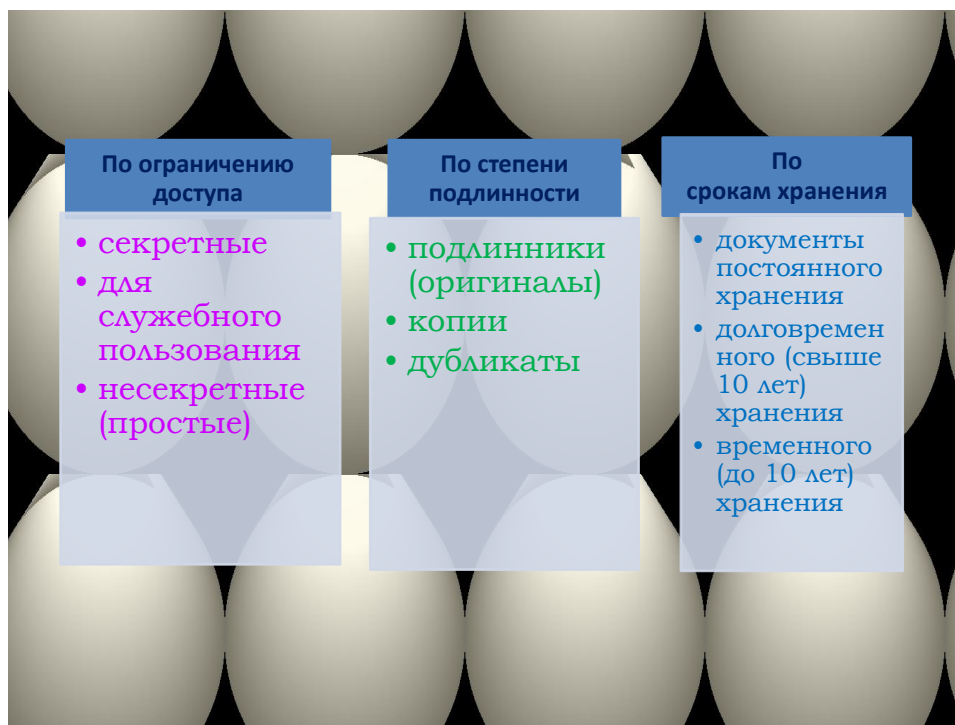 По ограничению
доступа
• секретные
• для
служебного
пользования
• несекретные
(простые)
По степени
подлинности
• подлинники
(оригиналы)
• копии
• дубликаты
По
срокам хранения
• документы
постоянного
хранения
• долговремен
ного (свыше
10 лет)
хранения
• временного
(до 10 лет)
хранения